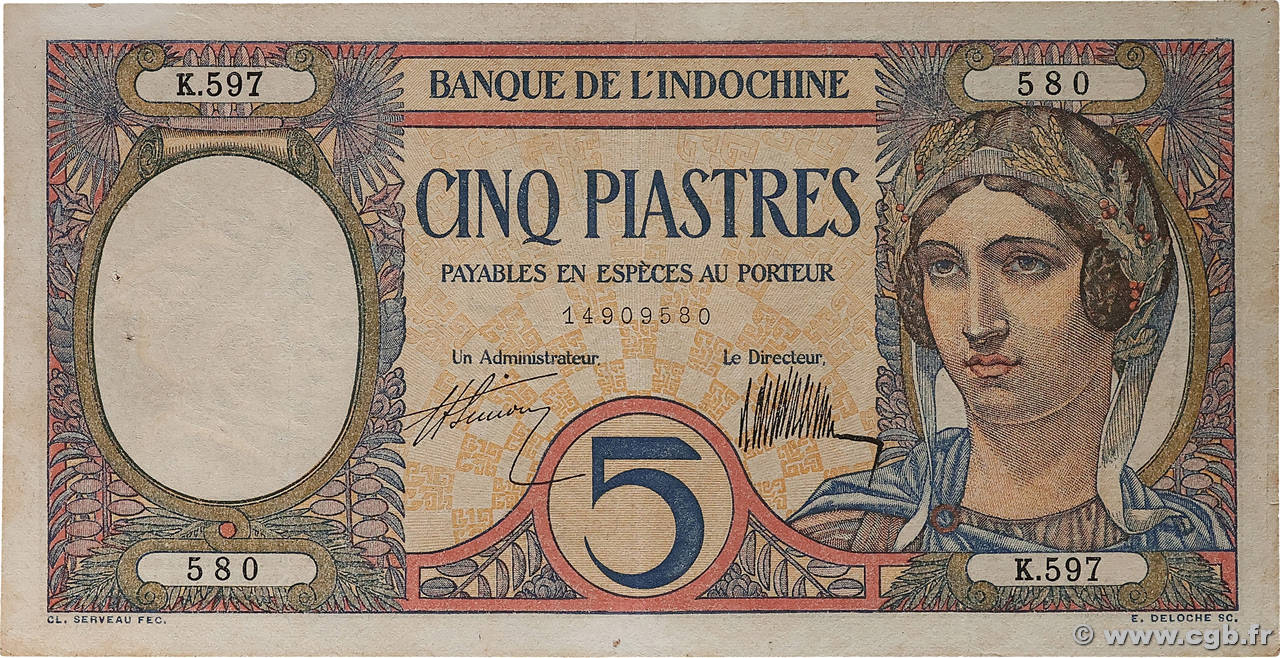 K.597
BANQUE DE L'INDOCHINE
580
CINQ PIASTRES
PAYABLES EN ESPÈCES AU PORTEUR
14909580
Un Administrateur.
Le Directeur,
5
580
K.597
CL. SERVEAU FEC.
E. DELOCHE SC.
© www.cgb.fr